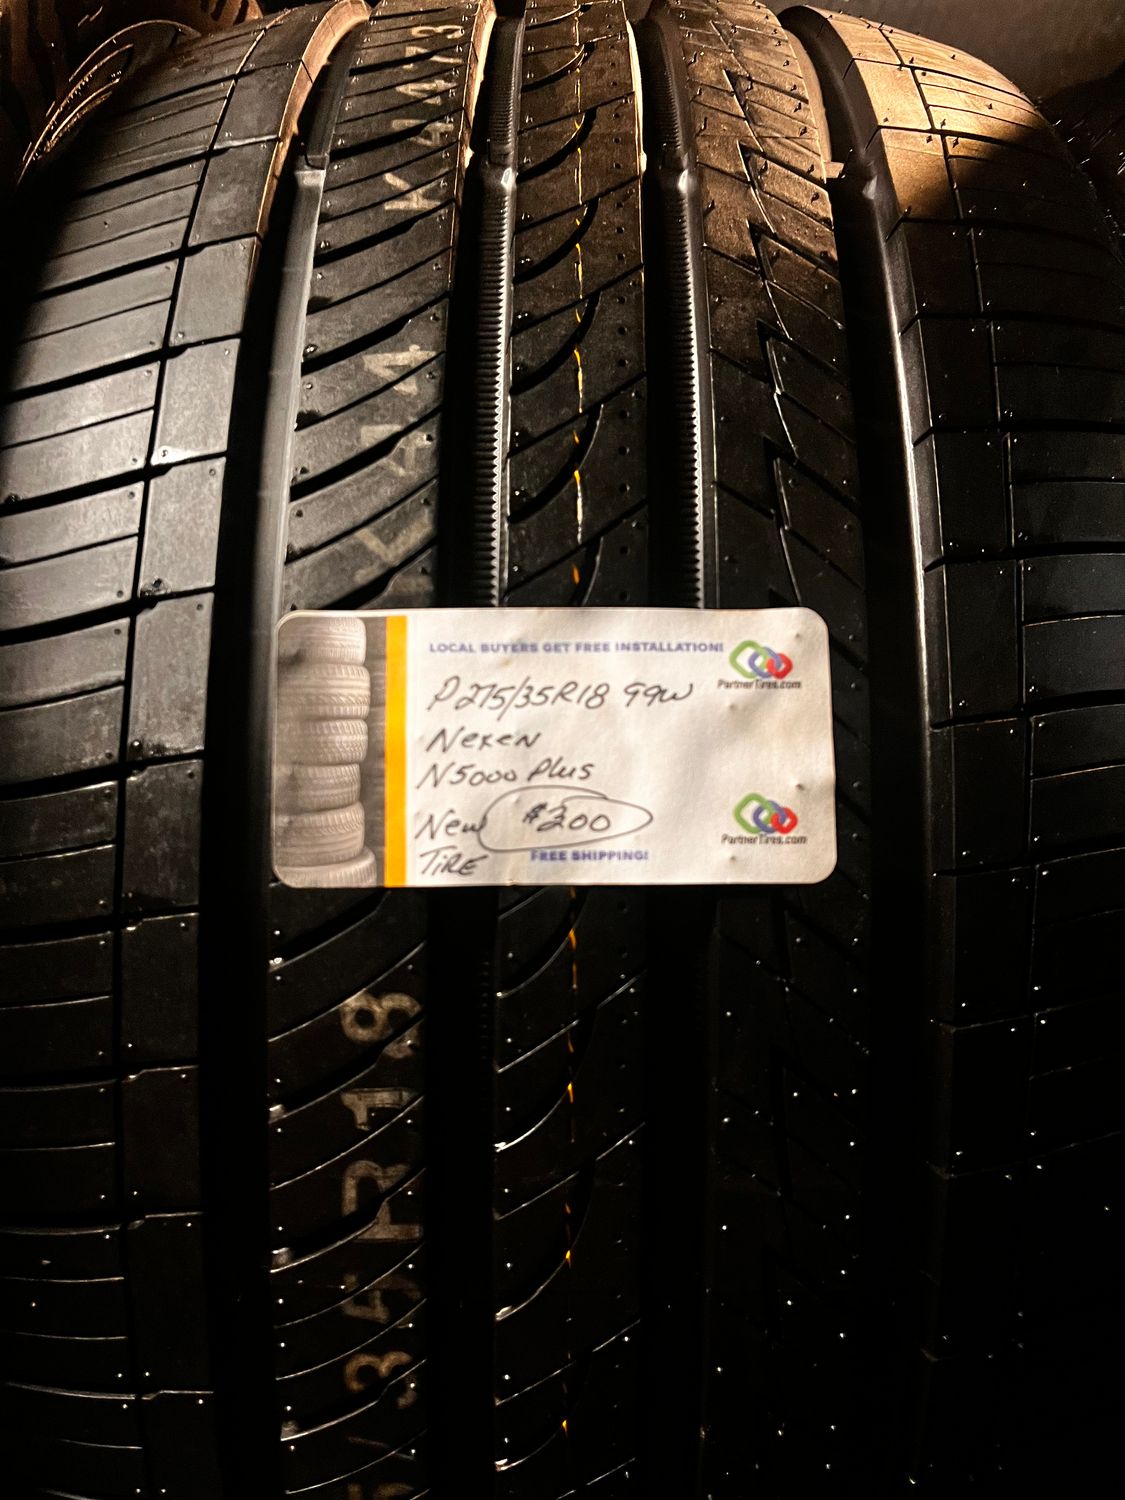 LOCAL BUYERS GET FREE INSTALLATION!
PartnerTires.com
P275/35R18 99W
Nexen
N5000 Plus
New $200
TIRE
FREE SHIPPING!
PartnerTires.com
/35R18